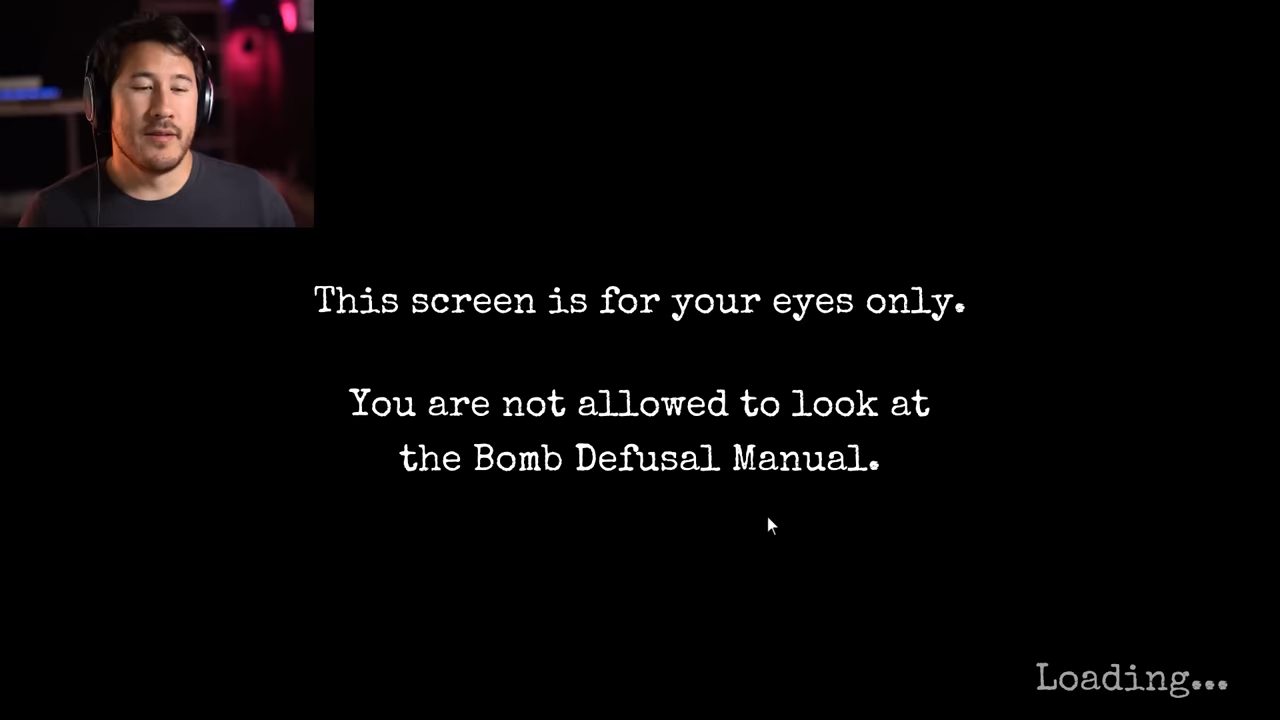 This screen is for your eyes only.
You are not allowed to look at
the Bomb Defusal Manual.
Loading...